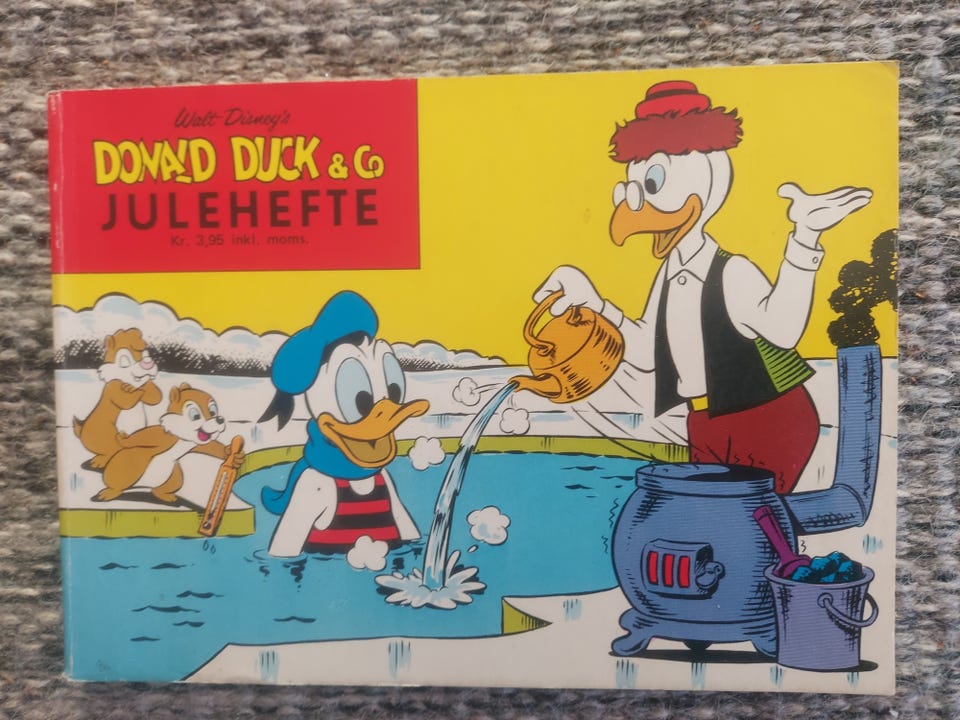 Walt Disney's
DONALD DUCK & Co
JULEHEFTE
Kr. 3,95 inkl. moms.